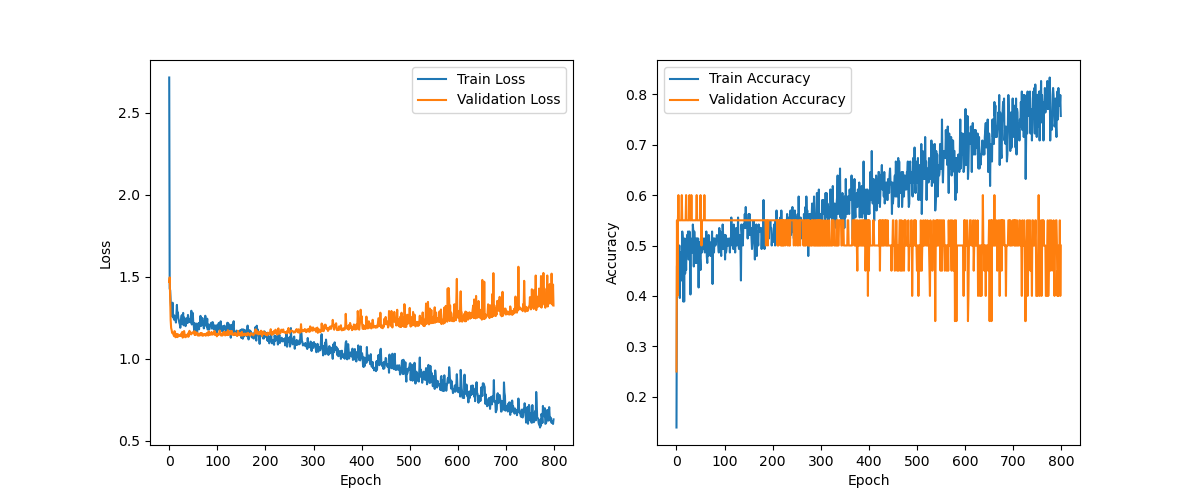 Train Loss
Validation Loss
2.5
2.0
1.5
1.0
0.5
Loss
0 100 200 300 400 500 600 700 800
Epoch
Train Accuracy
Validation Accuracy
0.8
0.7
0.6
0.5
0.4
0.3
0.2
Accuracy
0 100 200 300 400 500 600 700 800
Epoch